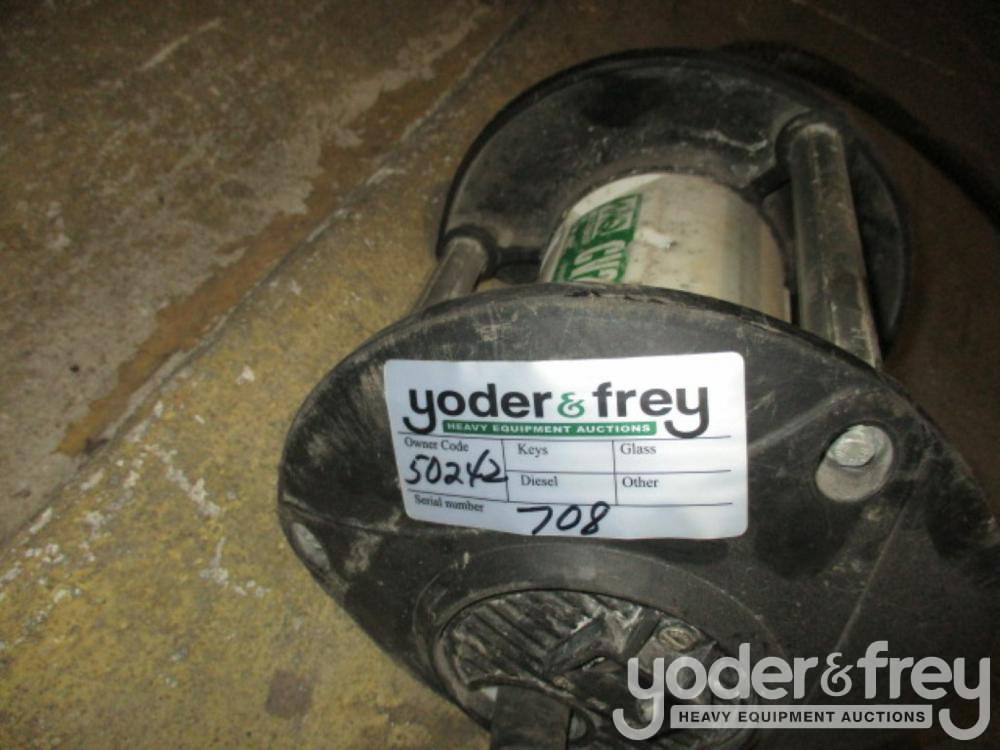 yoder & frey
HEAVY EQUIPMENT AUCTIONS
Owner Code
50242
Keys
Glass
Diesel
Other
Serial number
708
yoder & frey
HEAVY EQUIPMENT AUCTIONS